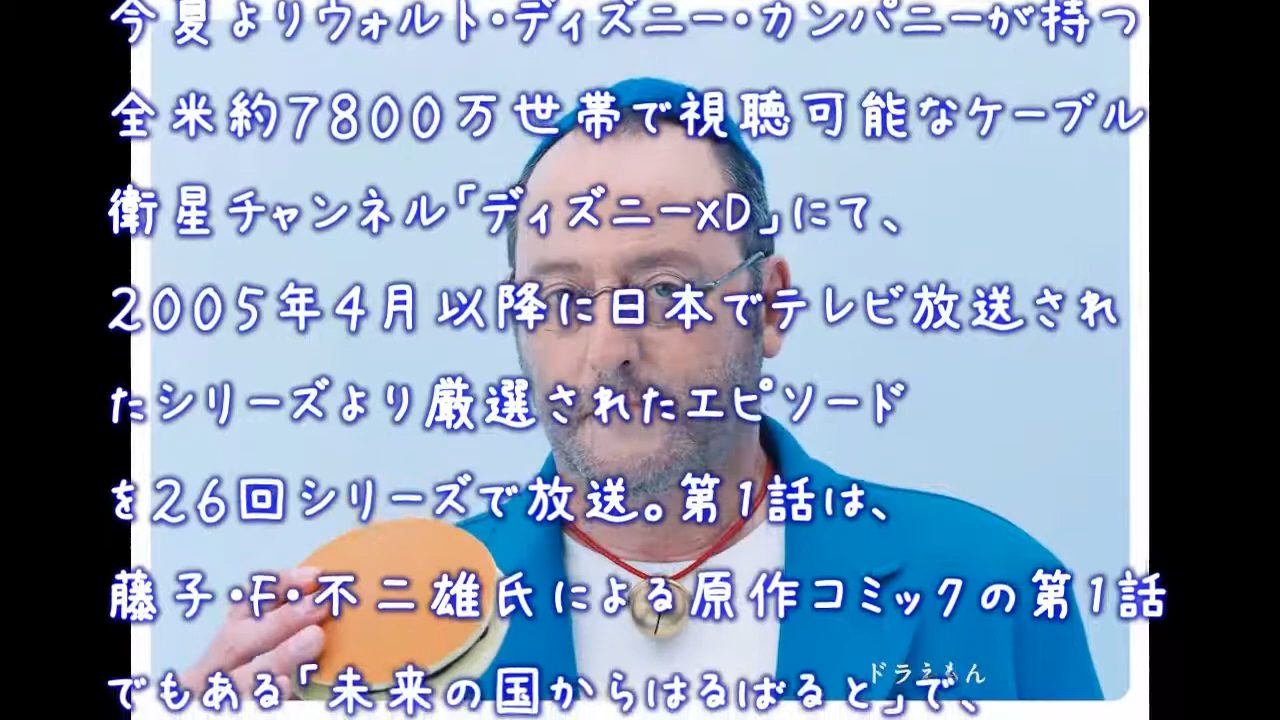 今夏よりウォルト・ディズニー・カンパニーが持つ
全米約7800万世帯で視聴可能なケーブル
衛星チャンネル「ディズニーxD」にて、
2005年4月以降に日本でテレビ放送され
たシリーズより厳選されたエピソード
を26回シリーズで放送。第1話は、
藤子・F・不二雄氏による原作コミックの第1話
ドラえもん
でもある「未来の国からはるばると」で、